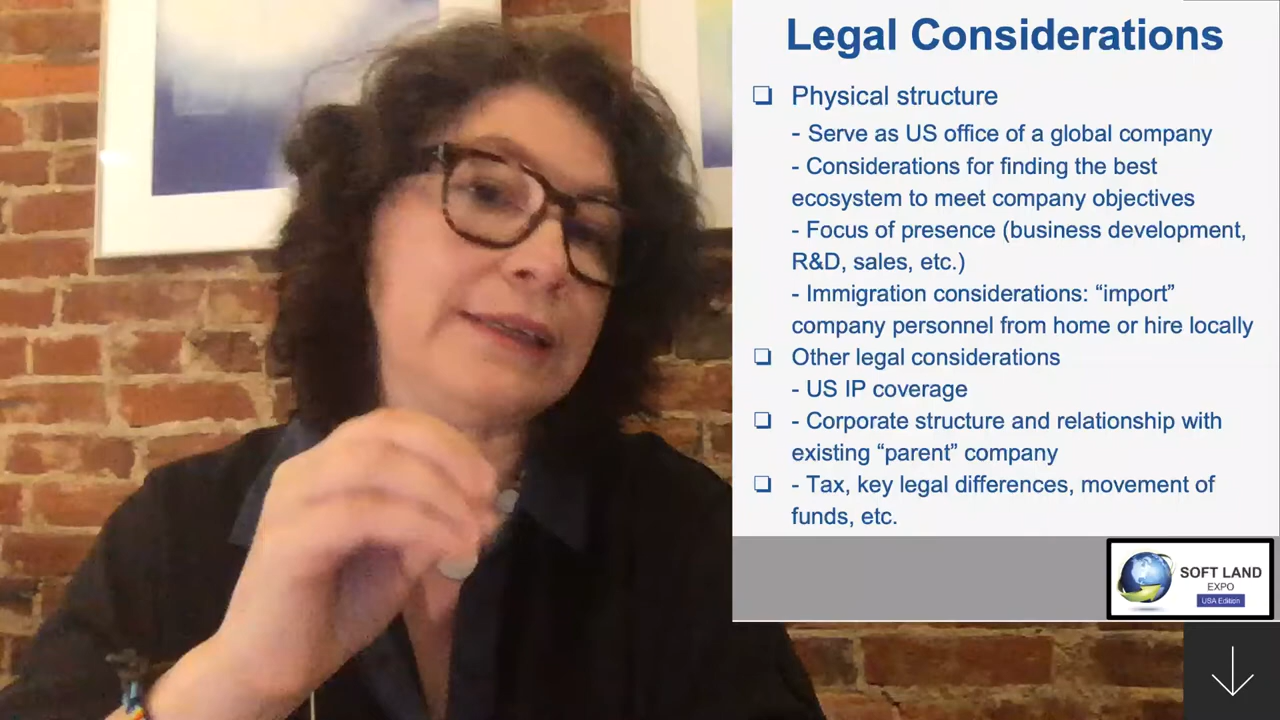 Legal Considerations
❑ Physical structure
- Serve as US office of a global company
- Considerations for finding the best
ecosystem to meet company objectives
- Focus of presence (business development,
R&D, sales, etc.)
- Immigration considerations: “import”
company personnel from home or hire locally
❑ Other legal considerations
- US IP coverage
❑ - Corporate structure and relationship with
existing “parent” company
❑ - Tax, key legal differences, movement of
funds, etc.
SOFT LAND
EXPO
USA Edition